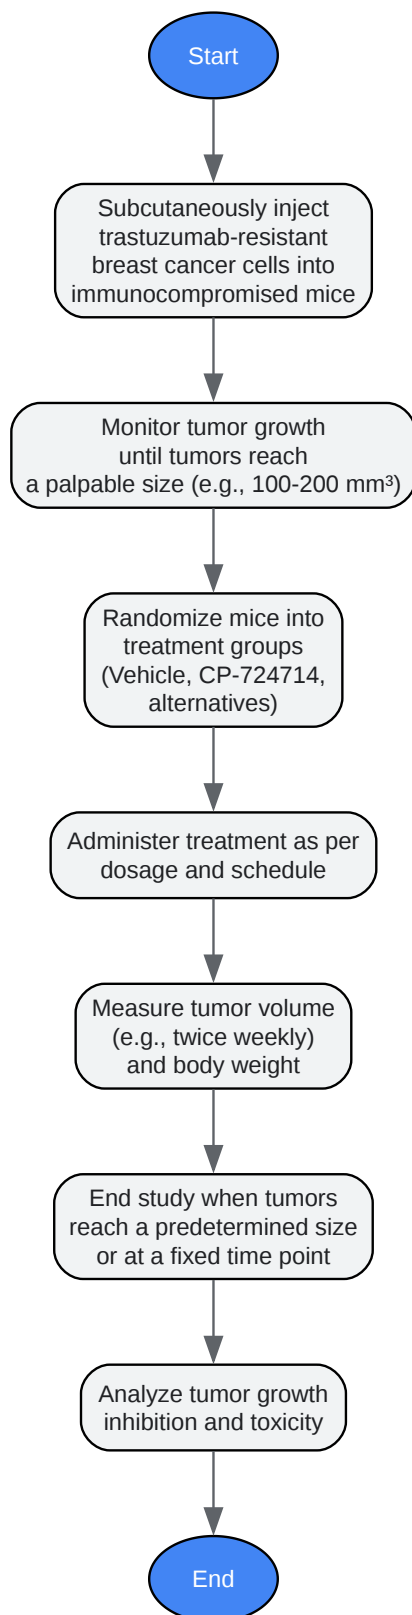 Start
Subcutaneously inject
trastuzumab-resistant
breast cancer cells into
immunocompromised mice
Monitor tumor growth
until tumors reach
a palpable size (e.g., 100-200 mm³)
Randomize mice into
treatment groups
(Vehicle, CP-724714,
alternatives)
Administer treatment as per
dosage and schedule
Measure tumor volume
(e.g., twice weekly)
and body weight
End study when tumors
reach a predetermined size
or at a fixed time point
Analyze tumor growth
inhibition and toxicity
End